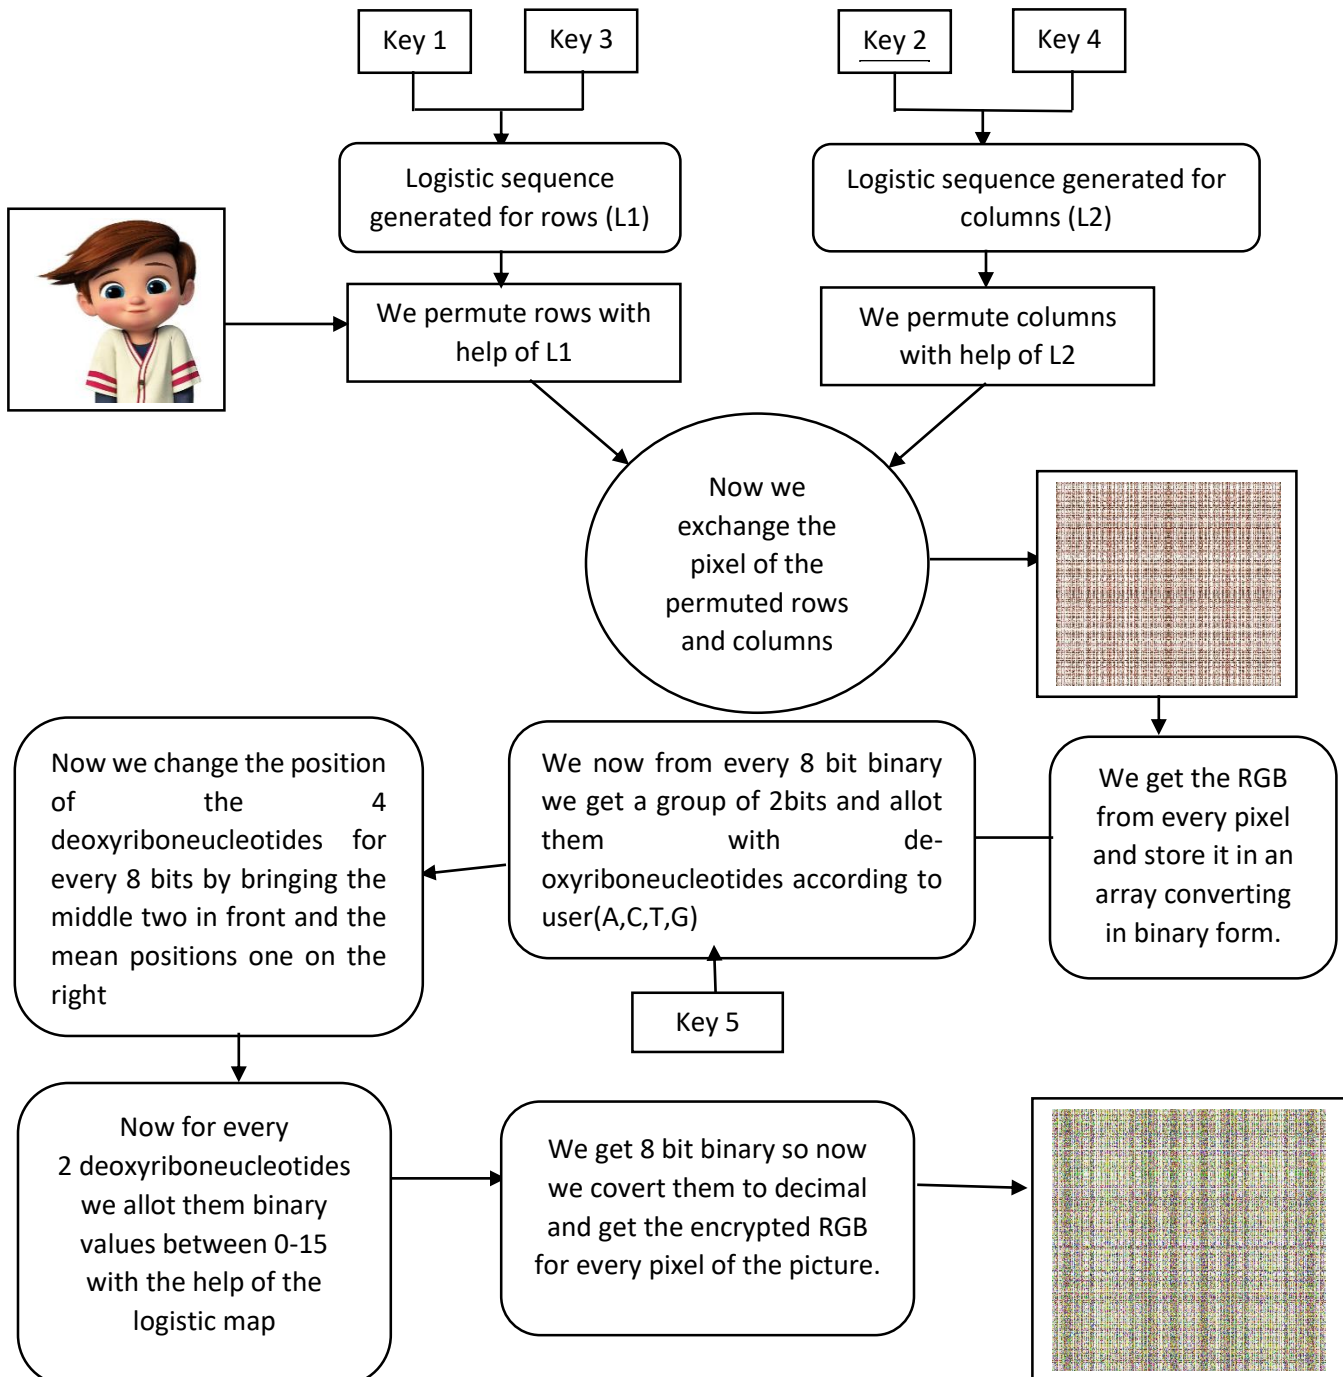 Key 1
Key 3
Key 2
Key 4
Logistic sequence
generated for rows (L1)
Logistic sequence generated for
columns (L2)
We permute rows with
help of L1
We permute columns
with help of L2
Now we
exchange the
pixel of the
permuted rows
and columns
We get the RGB
from every pixel
and store it in an
array converting
in binary form.
We now from every 8 bit binary
we get a group of 2bits and allot
them with de-
oxyriboneucleotides according to
user(A,C,T,G)
Key 5
Now we change the position
of the 4
deoxyriboneucleotides for
every 8 bits by bringing the
middle two in front and the
mean positions one on the
right
Now for every
2 deoxyriboneucleotides
we allot them binary
values between 0-15
with the help of the
logistic map
We get 8 bit binary so now
we covert them to decimal
and get the encrypted RGB
for every pixel of the picture.